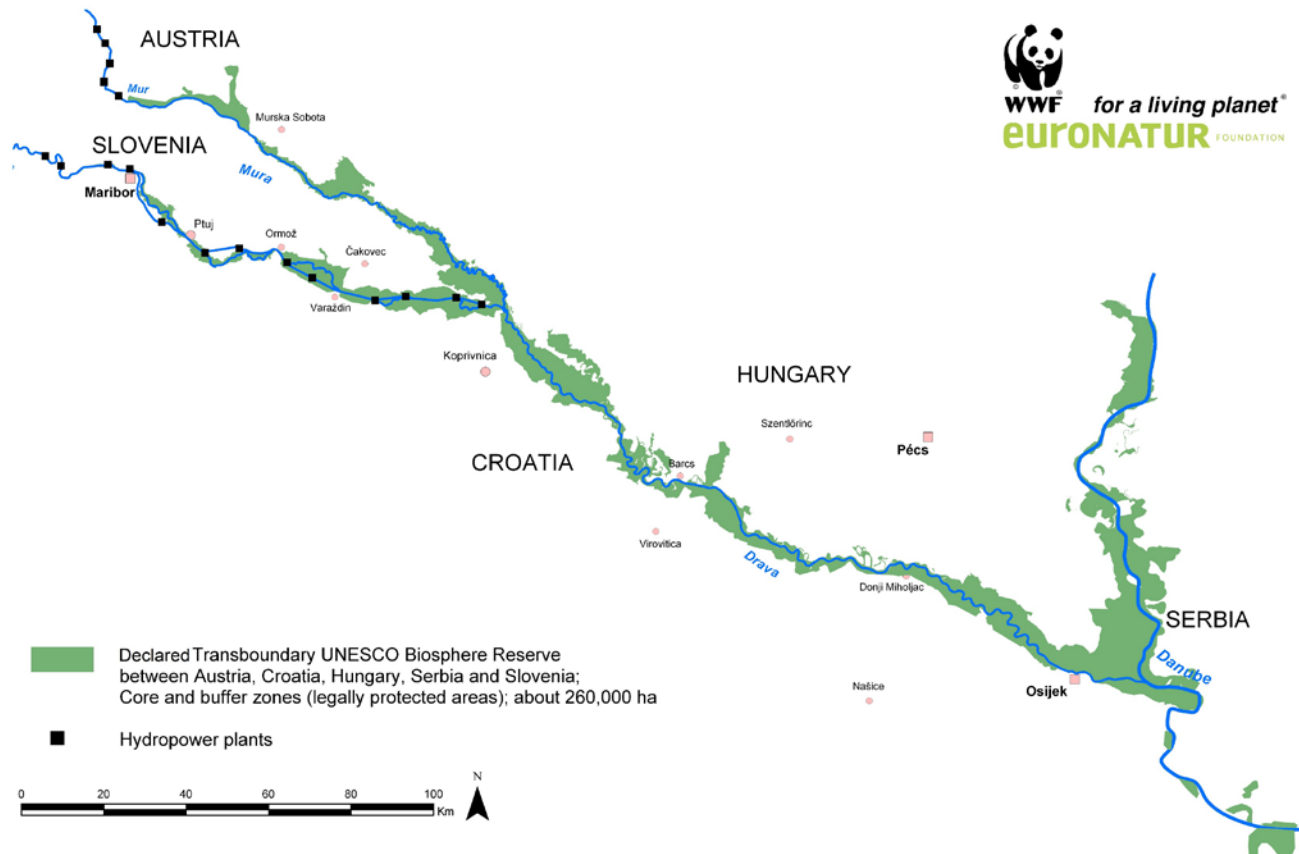 AUSTRIA
WWF
for a living planet®
euroNATUR FOUNDATION
Mur
Murska Sobota
SLOVENIA
Mura
Maribor
Ptuj
Ormož
Čakovec
Varaždin
Koprivnica
HUNGARY
Szentlőrinc
Pécs
CROATIA
Barcs
Virovitica
Drava
Donji Miholjac
SERBIA
Danube
Osijek
Našice
Declared Transboundary UNESCO Biosphere Reserve
between Austria, Croatia, Hungary, Serbia and Slovenia;
Core and buffer zones (legally protected areas); about 260,000 ha
Hydropower plants
0 20 40 60 80 100
Km
N